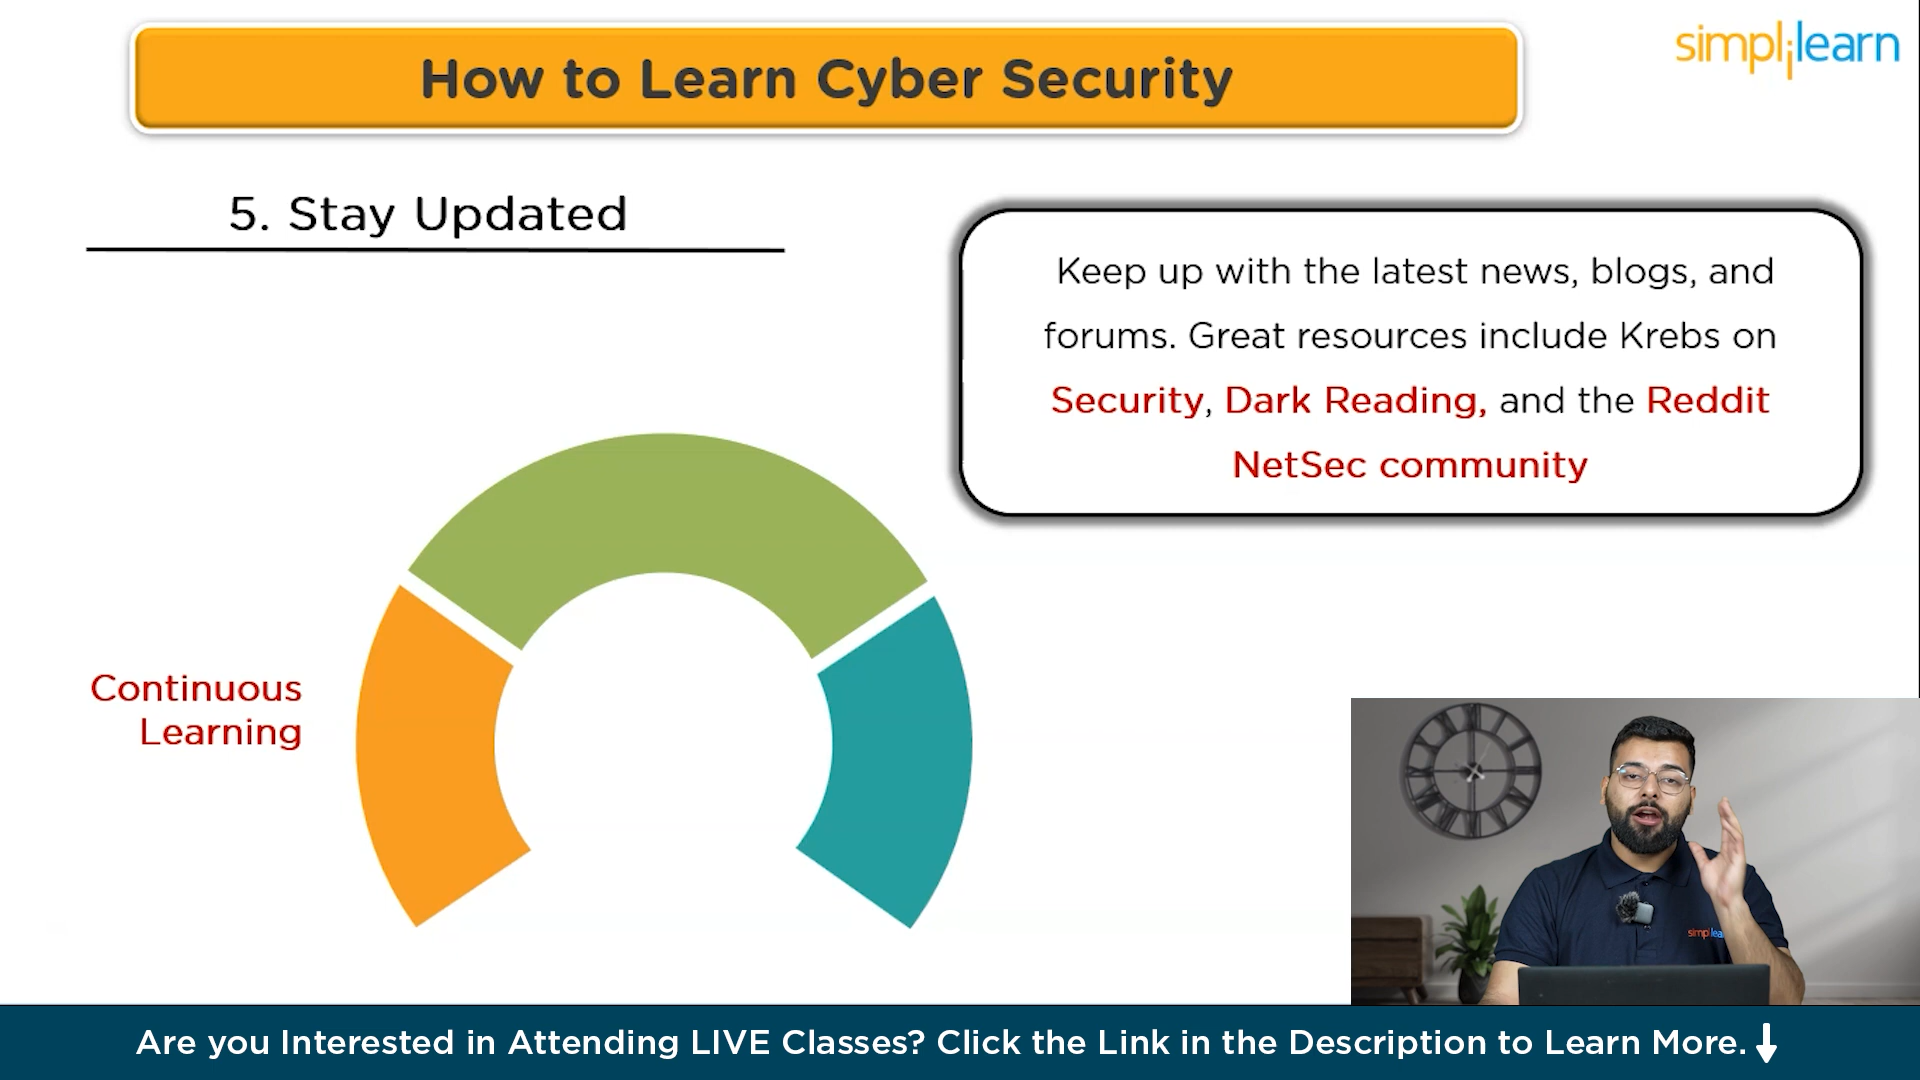 How to Learn Cyber Security
simplilearn
5. Stay Updated
Keep up with the latest news, blogs, and
forums. Great resources include Krebs on
Security, Dark Reading, and the Reddit
NetSec community
Continuous
Learning
Are you Interested in Attending LIVE Classes? Click the Link in the Description to Learn More.